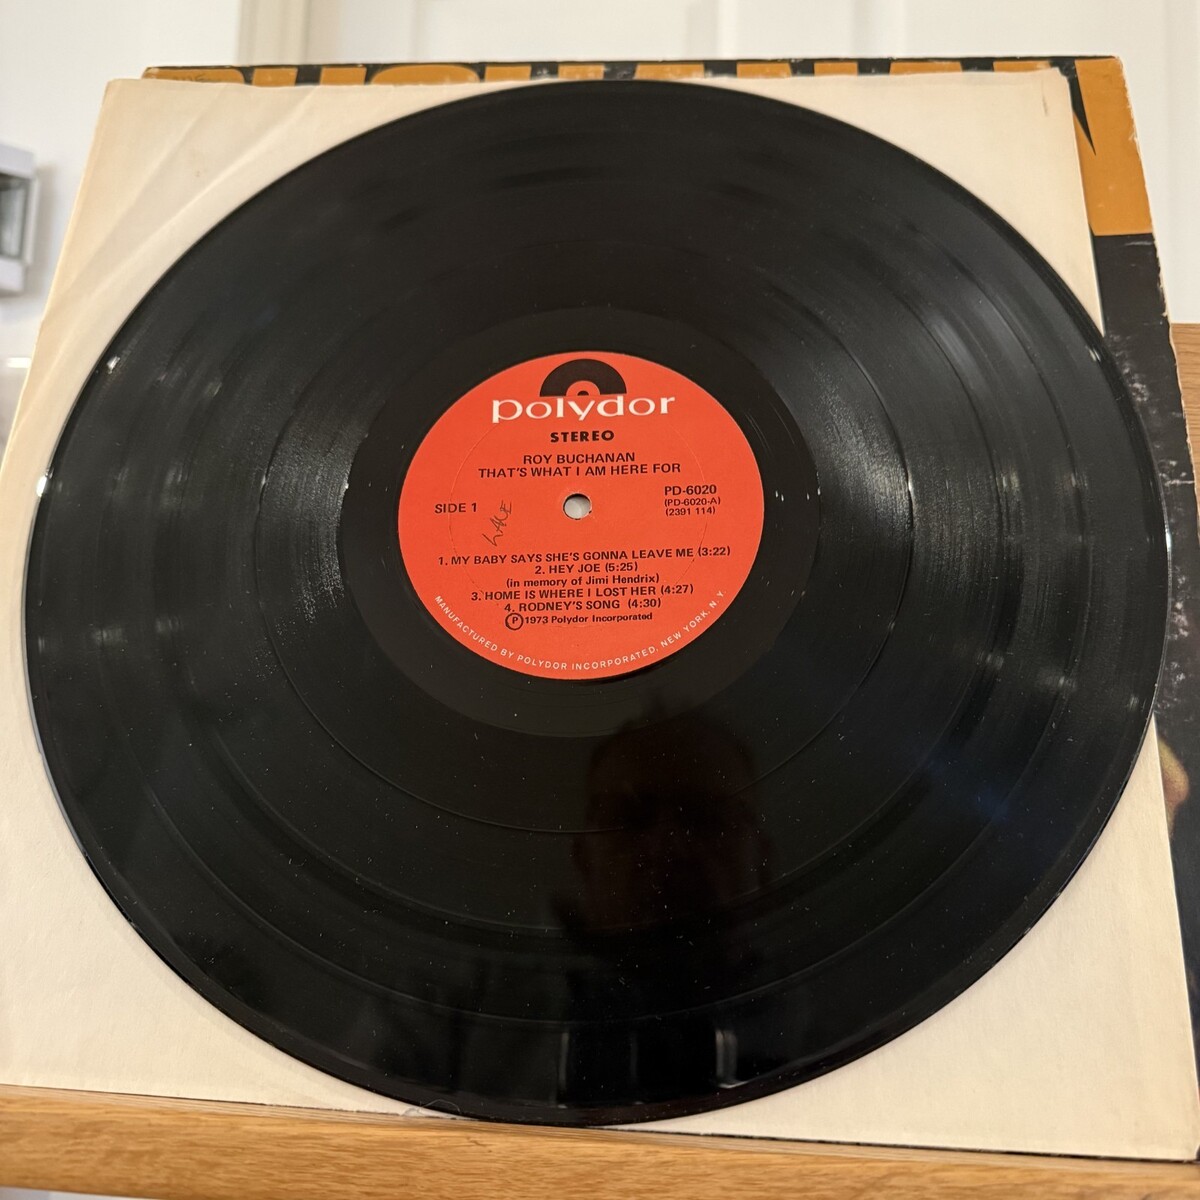 polydor
STEREO
ROY BUCHANAN
THAT'S WHAT I AM HERE FOR
PD-6020
(PD-6020-A)
(2391 114)
SIDE 1
1. MY BABY SAYS SHE'S GONNA LEAVE ME (3:22)
2. HEY JOE (5:25)
(in memory of Jimi Hendrix)
3. HOME IS WHERE I LOST HER (4:27)
4. RODNEY'S SONG (4:30)
Ⓟ 1973 Polydor Incorporated
MANUFACTURED BY POLYDOR INCORPORATED, NEW YORK, N.Y.